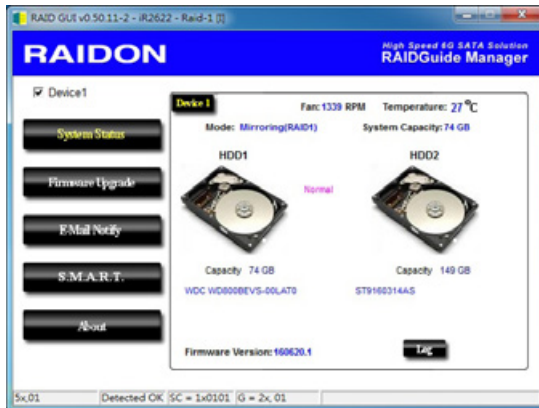 RAID GUI v0.50.11-2 - iR2622 - Raid-1 [I]
RAIDON
High Speed 6G SATA Solution
RAIDGuide Manager
Device1
Device 1
Fan: 1339 RPM Temperature: 27 °C
System Status
Mode: Mirroring(RAID1) System Capacity: 74 GB
HDD1 HDD2
Firmware Upgrade
Normal
E-Mail Notify
S.M.A.R.T.
Capacity 74 GB Capacity 149 GB
WDC WD800BEVS-00LAT0 ST9160314AS
About
Firmware Version: 160620.1
Log
5x,01 Detected OK SC = 1x0101 G = 2x, 01